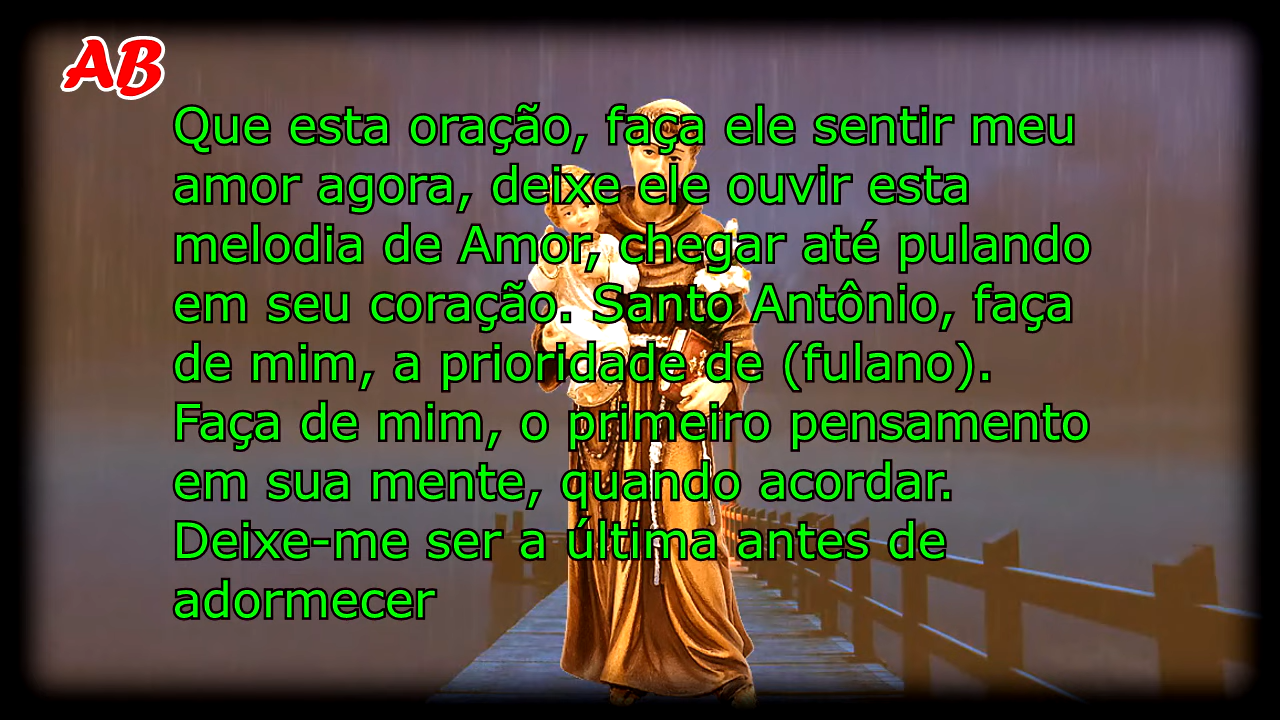 AB
Que esta oração, faça ele sentir meu
amor agora, deixe ele ouvir esta
melodia de Amor, chegar até pulando
em seu coração. Santo Antônio, faça
de mim, a prioridade de (fulano).
Faça de mim, o primeiro pensamento
em sua mente, quando acordar.
Deixe-me ser a última antes de
adormecer